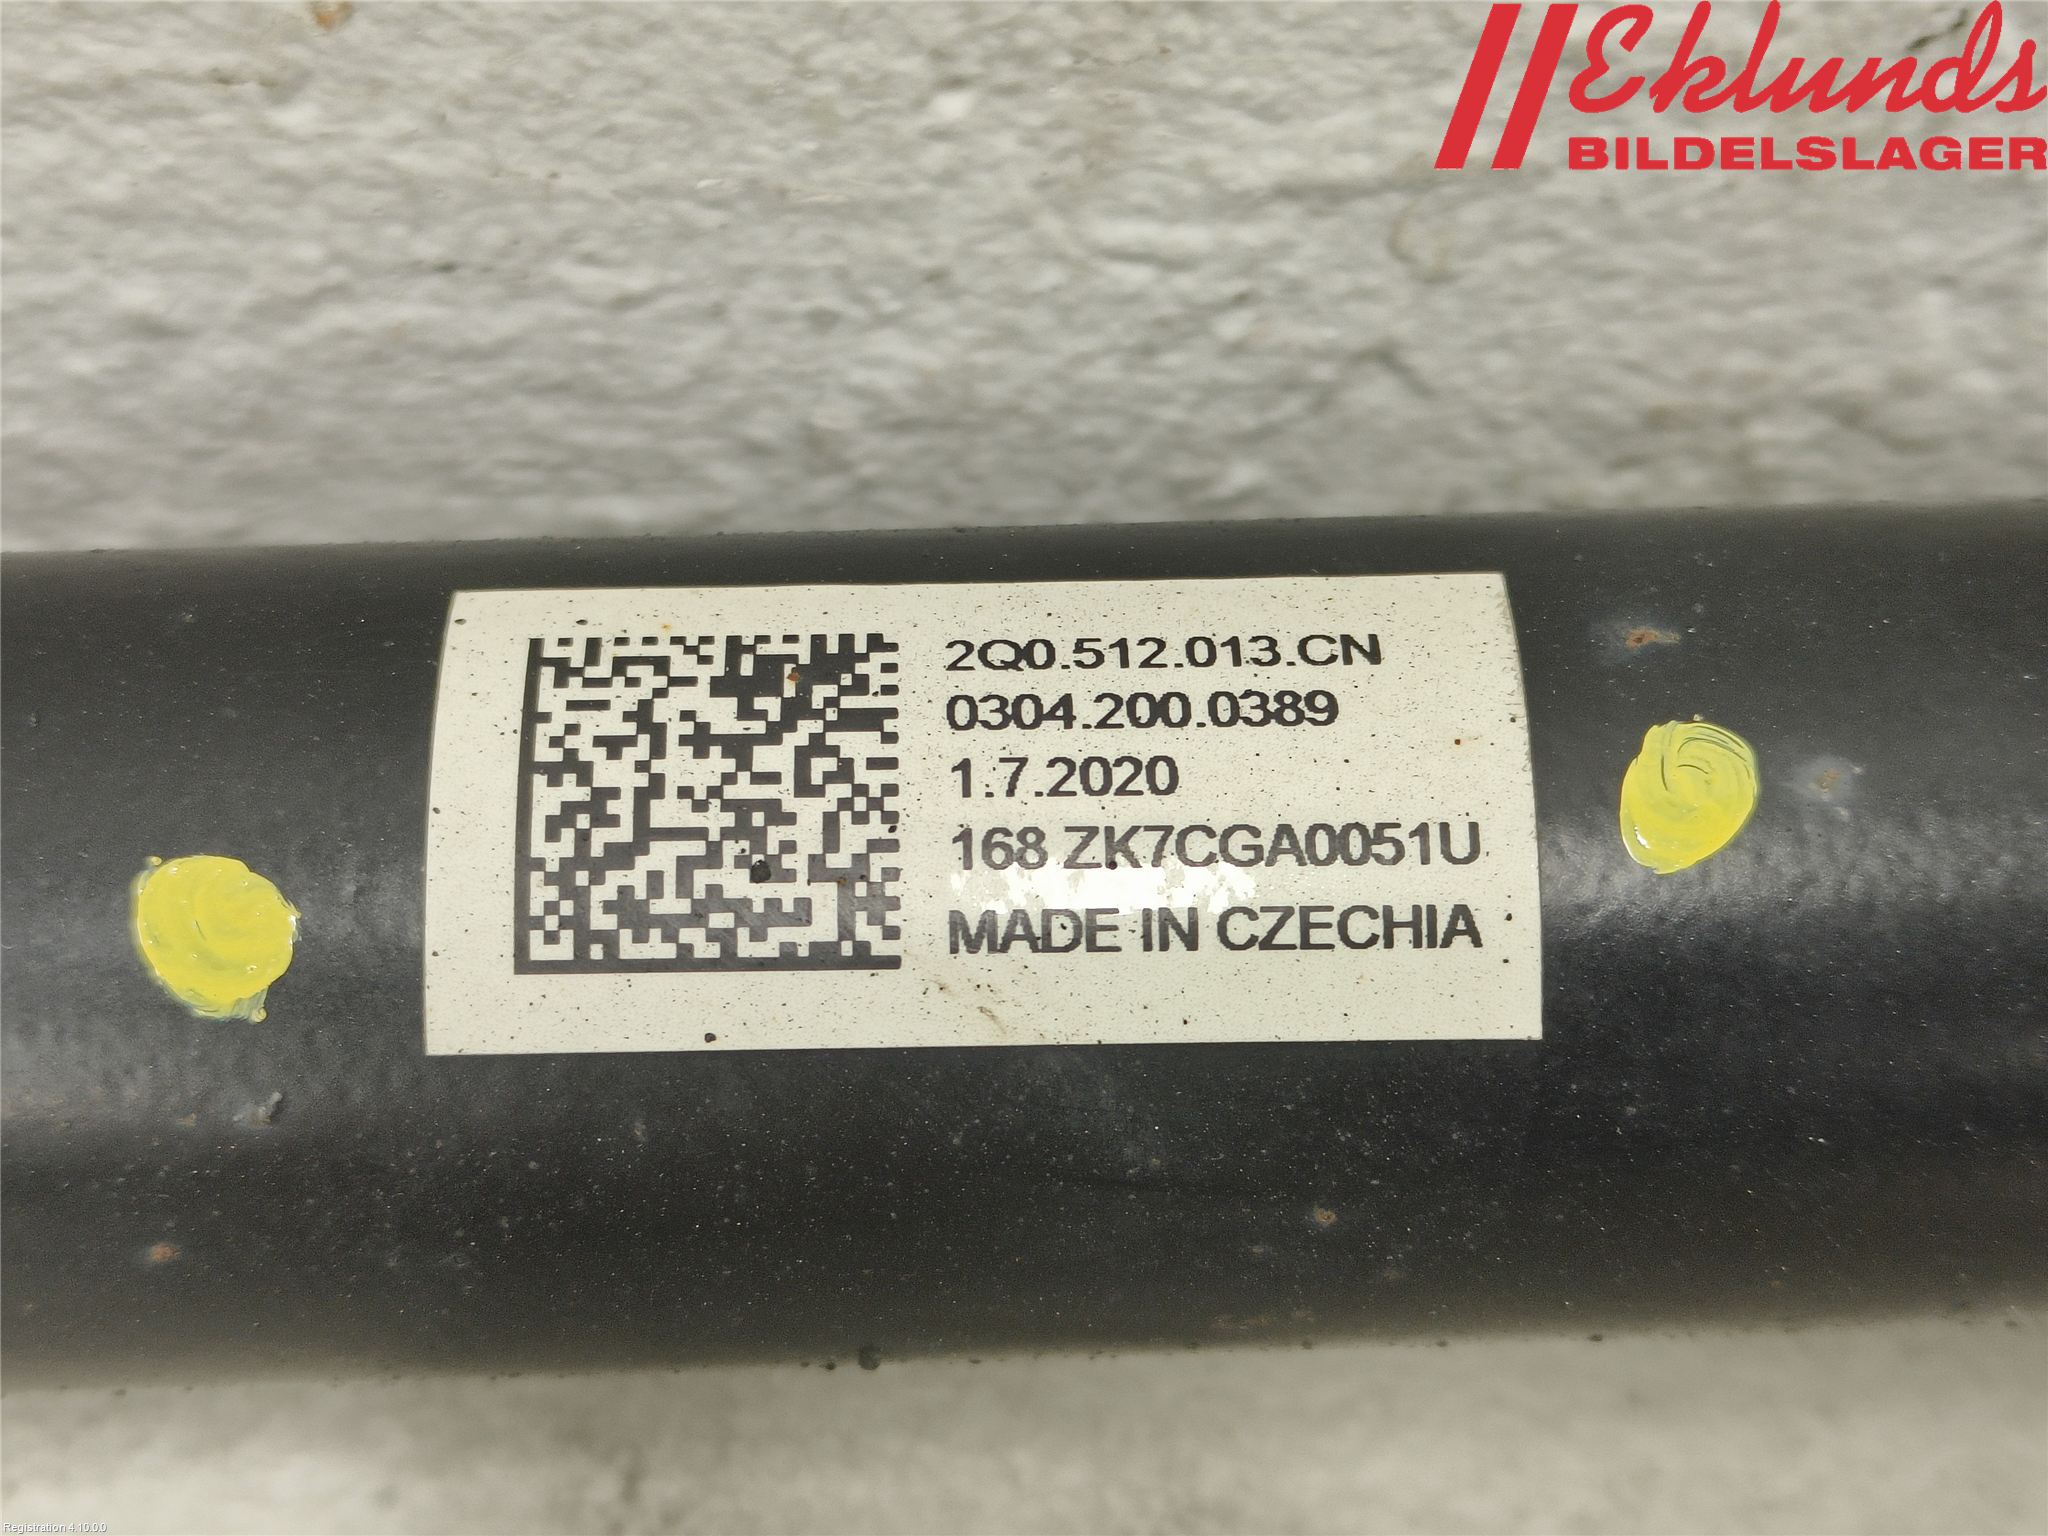 Eklunds
BILDELSLAGER
2Q0.512.013.CN
0304.200.0389
1.7.2020
168 ZK7CGA0051U
MADE IN CZECHIA
Registration 4.10.0.0